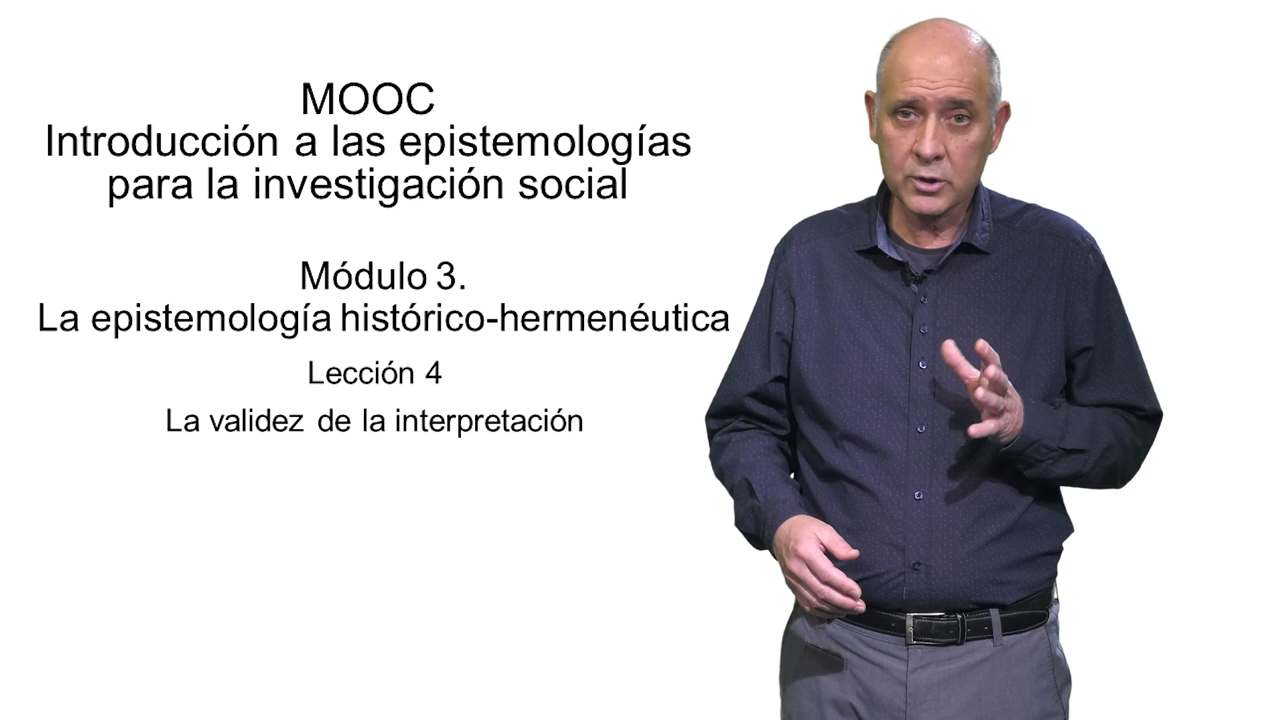 MOOC
Introducción a las epistemologías
para la investigación social
Módulo 3.
La epistemología histórico-hermenéutica
Lección 4
La validez de la interpretación